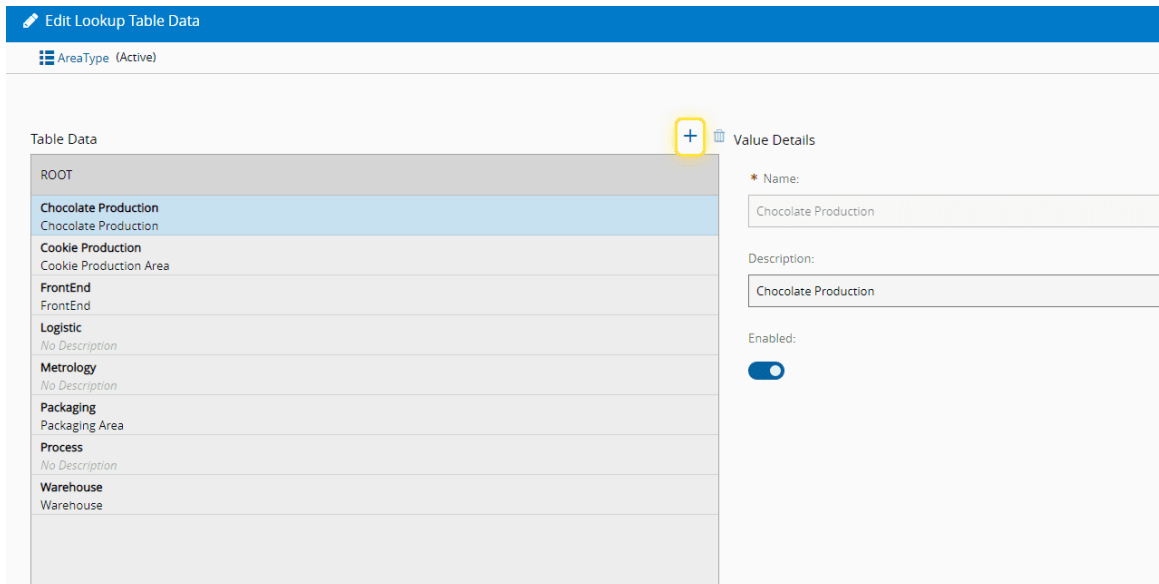 Edit Lookup Table Data
AreaType (Active)
Table Data
ROOT
Chocolate Production
Chocolate Production
Cookie Production
Cookie Production Area
FrontEnd
FrontEnd
Logistic
No Description
Metrology
No Description
Packaging
Packaging Area
Process
No Description
Warehouse
Warehouse
Value Details
* Name:
Chocolate Production
Description:
Chocolate Production
Enabled: